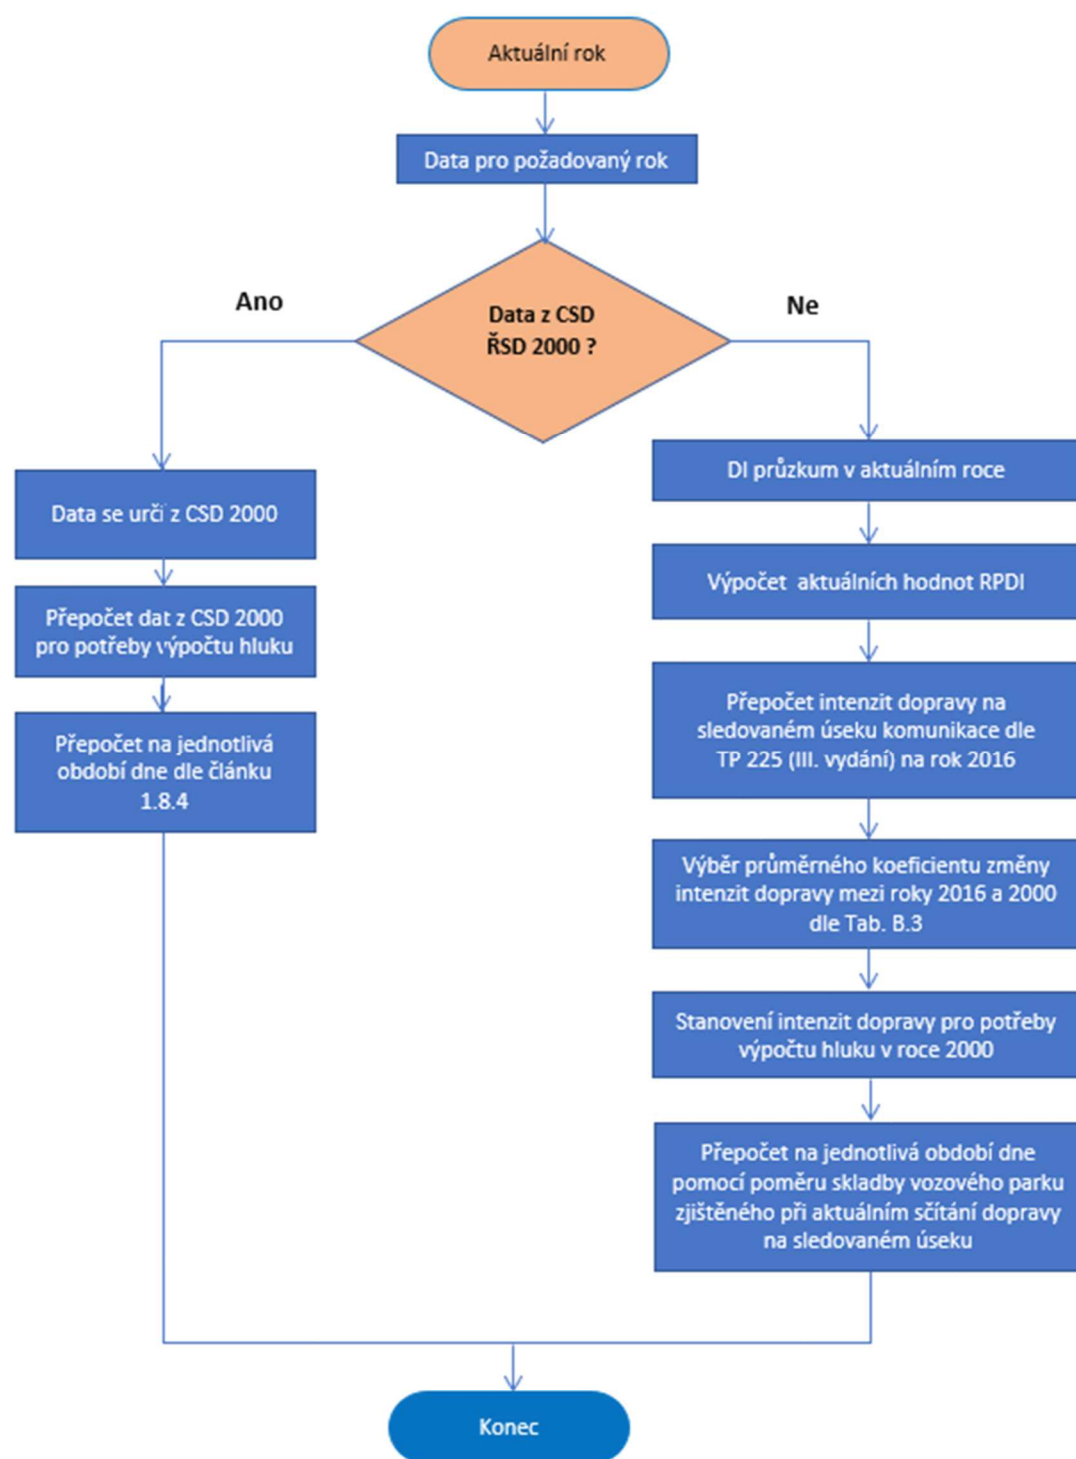 Aktuální rok
Data pro požadovaný rok
Ano
Ne
Data z CSD
ŘSD 2000 ?
Data se určí z CSD 2000
Přepočet dat z CSD 2000
pro potřeby výpočtu hluku
Přepočet na jednotlivá
období dne dle článku
1.8.4
DI průzkum v aktuálním roce
Výpočet aktuálních hodnot RPDI
Přepočet intenzit dopravy na
sledovaném úseku komunikace dle
TP 225 (III. vydání) na rok 2016
Výběr průměrného koeficientu změny
intenzit dopravy mezi roky 2016 a 2000
dle Tab. B.3
Stanovení intenzit dopravy pro potřeby
výpočtu hluku v roce 2000
Přepočet na jednotlivá období dne
pomocí poměru skladby vozového parku
zjištěného při aktuálním sčítání dopravy
na sledovaném úseku
Konec